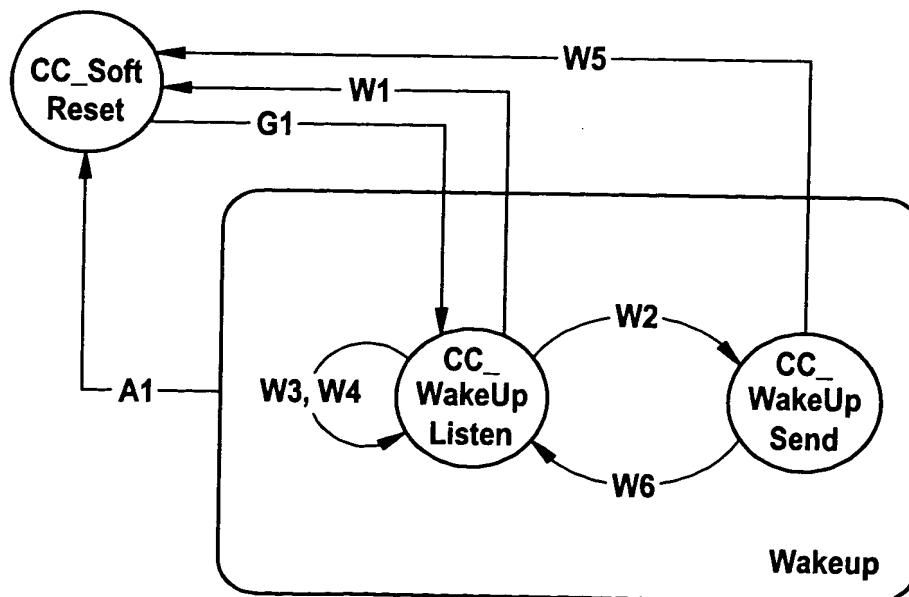 W5
CC_Soft
Reset
W1
G1
W2
CC_
WakeUp
Listen
CC_
WakeUp
Send
A1
W3, W4
W6
Wakeup